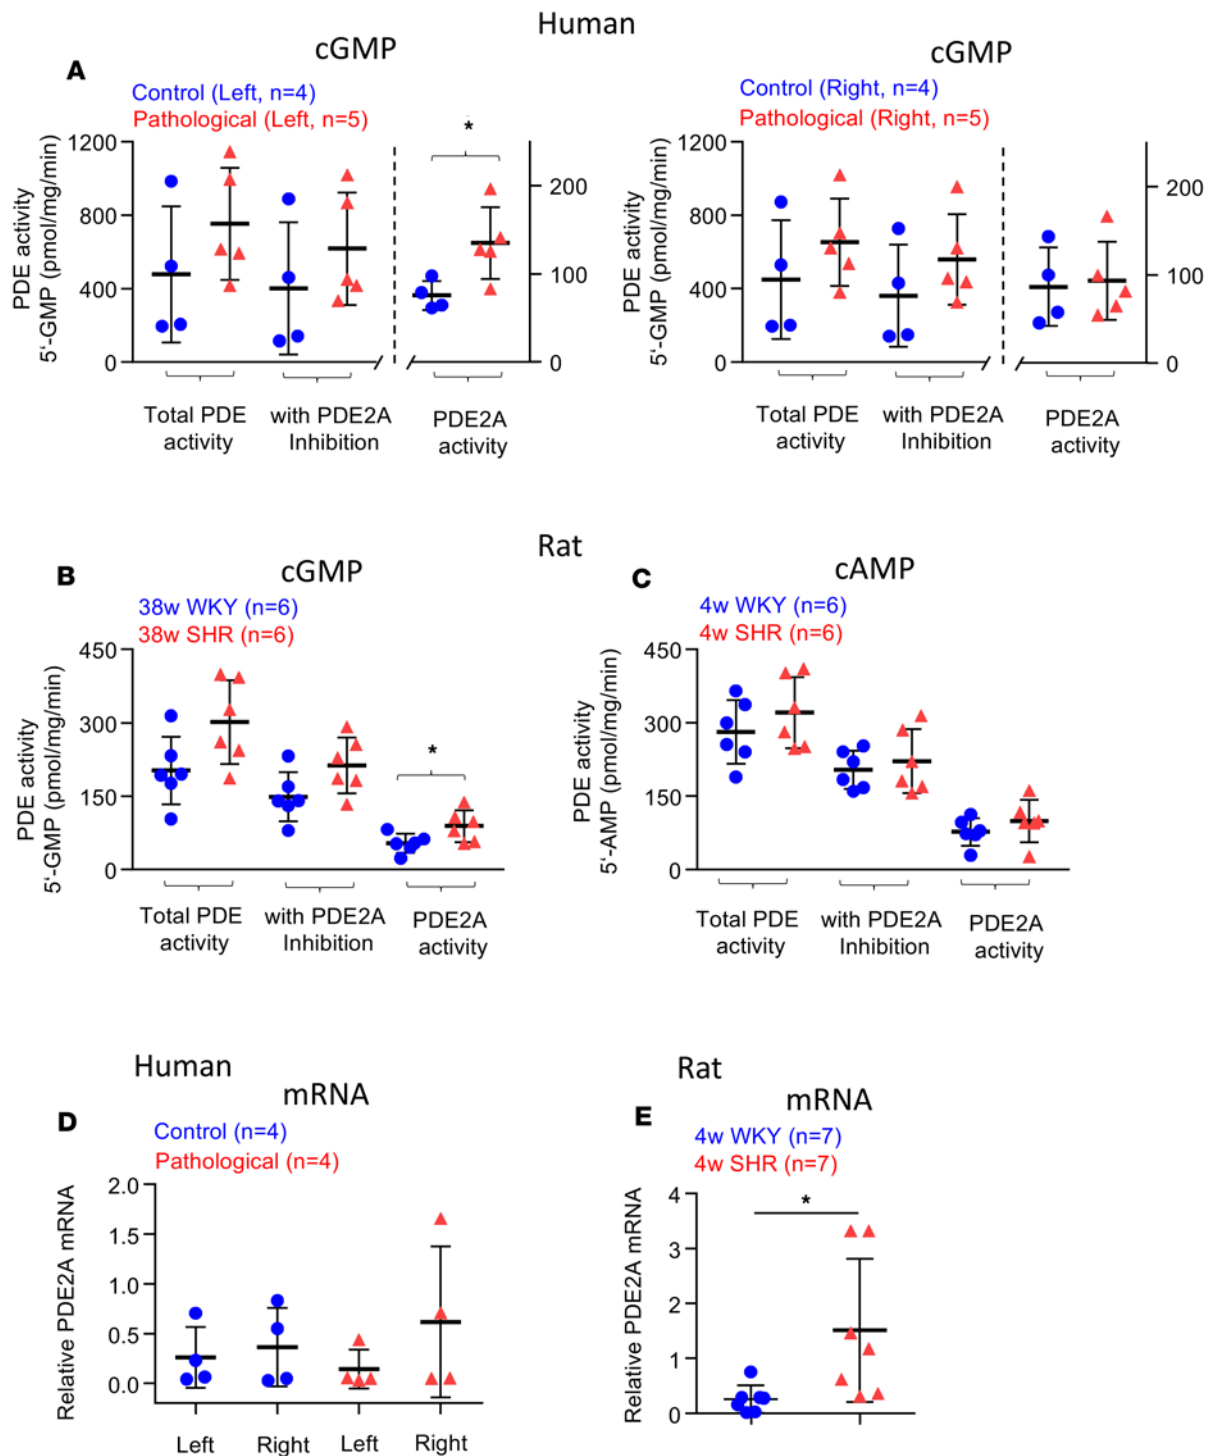 Human
A
cGMP
Control (Left, n=4)
Pathological (Left, n=5)
PDE activity
5‘-GMP (pmol/mg/min)
1200
800
400
0
*
200
100
0
Total PDE
activity
with PDE2A
Inhibition
PDE2A
activity
cGMP
Control (Right, n=4)
Pathological (Right, n=5)
PDE activity
5‘-GMP (pmol/mg/min)
1200
800
400
0
200
100
0
Total PDE
activity
with PDE2A
Inhibition
PDE2A
activity
Rat
B
cGMP
38w WKY (n=6)
38w SHR (n=6)
PDE activity
5‘-GMP (pmol/mg/min)
450
300
150
0
*
Total PDE
activity
with PDE2A
Inhibition
PDE2A
activity
C
cAMP
4w WKY (n=6)
4w SHR (n=6)
PDE activity
5‘-AMP (pmol/mg/min)
450
300
150
0
Total PDE
activity
with PDE2A
Inhibition
PDE2A
activity
Human
D
mRNA
Control (n=4)
Pathological (n=4)
Relative PDE2A mRNA
2.0
1.5
1.0
0.5
0.0
Left
Right
Left
Right
Rat
E
mRNA
4w WKY (n=7)
4w SHR (n=7)
Relative PDE2A mRNA
4
3
2
1
0
*